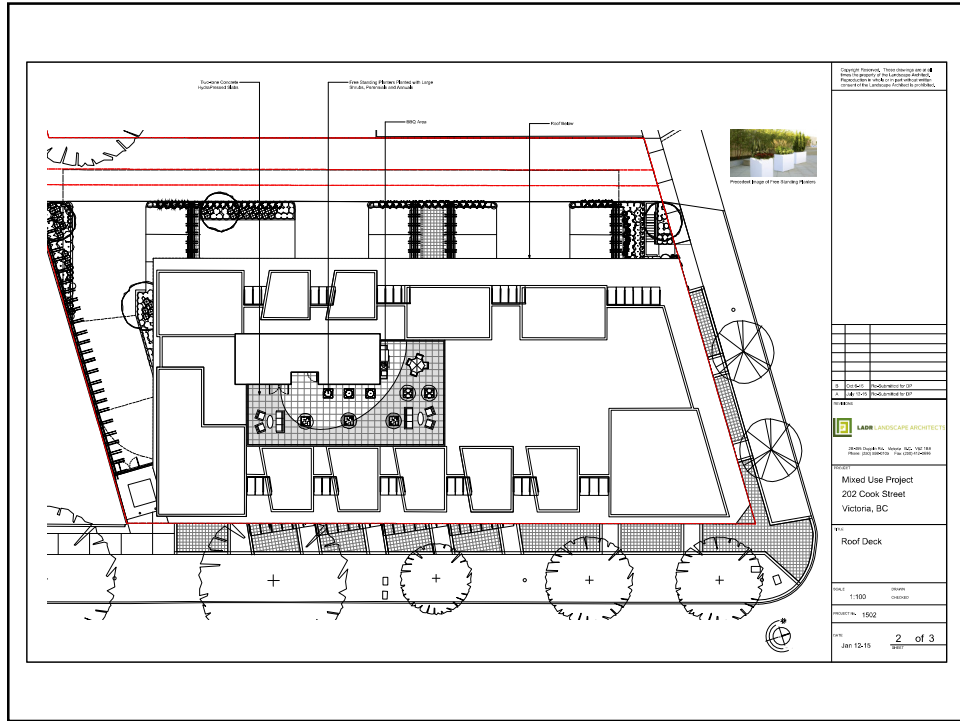 Two-tone Concrete
HydraPressed Slabs
Free Standing Planters Planted with Large
Shrubs, Perennials and Annuals
BBQ Area
Roof Below
Precedent Image of Free Standing Planters
Copyright Reserved. These drawings are at all
times the property of the Landscape Architect.
Reproduction in whole or in part without written
consent of the Landscape Architect is prohibited.
B Oct 6-15 Re-Submitted for DP
A July 13-15 Re-Submitted for DP
REVISIONS
LADR LANDSCAPE ARCHITECTS
PROJECT
Mixed Use Project
202 Cook Street
Victoria, BC
TITLE
Roof Deck
SCALE
1:100
DRAWN
CHECKED
PROJECT No. 1502
DATE
Jan 12-15
2 of 3
SHEET